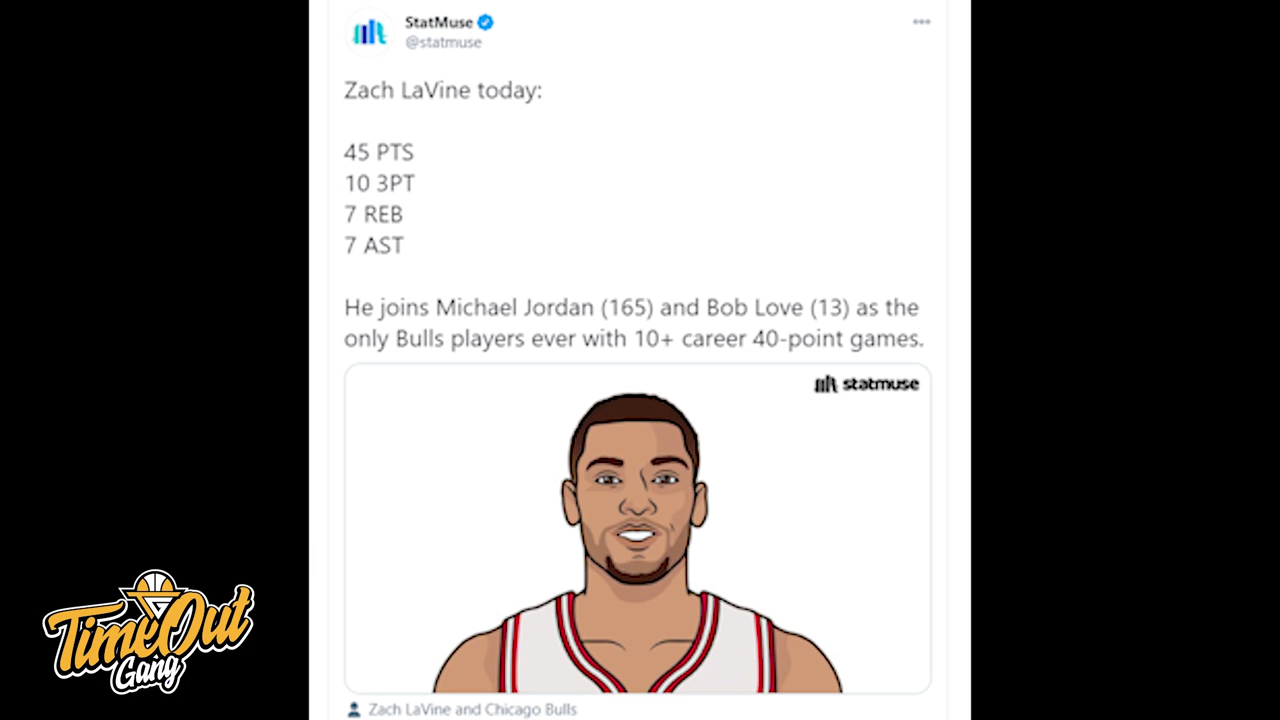 StatMuse
@statmuse
Zach LaVine today:
45 PTS
10 3PT
7 REB
7 AST
He joins Michael Jordan (165) and Bob Love (13) as the
only Bulls players ever with 10+ career 40-point games.
statmuse
TimeOut
Gang
Zach LaVine and Chicago Bulls